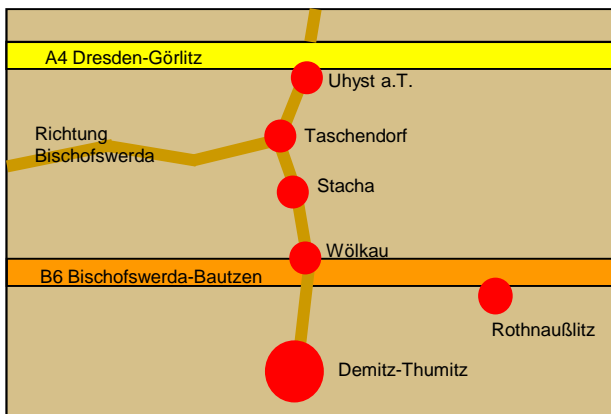 A4 Dresden-Görlitz
Uhyst a.T.
Richtung
Bischofswerda
Taschendorf
Stacha
Wölkau
B6 Bischofswerda-Bautzen
Rothnaußlitz
Demitz-Thumitz